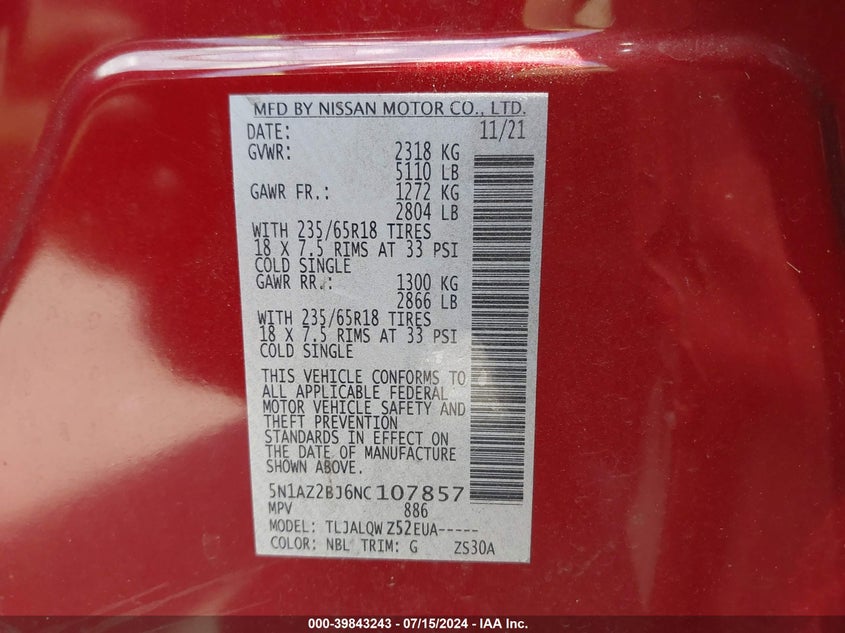 MFD BY NISSAN MOTOR CO., LTD.
DATE: 11/21
GVWR: 2318 KG
5110 LB
GAWR FR.: 1272 KG
2804 LB
WITH 235/65R18 TIRES
18 X 7.5 RIMS AT 33 PSI
COLD SINGLE
GAWR RR.: 1300 KG
2866 LB
WITH 235/65R18 TIRES
18 X 7.5 RIMS AT 33 PSI
COLD SINGLE
THIS VEHICLE CONFORMS TO
ALL APPLICABLE FEDERAL
MOTOR VEHICLE SAFETY AND
THEFT PREVENTION
STANDARDS IN EFFECT ON
THE DATE OF MANUFACTURE
SHOWN ABOVE.
5N1AZ2BJ6NC107857
MPV 886
MODEL: TLJALQW Z52EUA-----
COLOR: NBL TRIM: G ZS30A
000-39843243 - 07/15/2024 - IAA Inc.